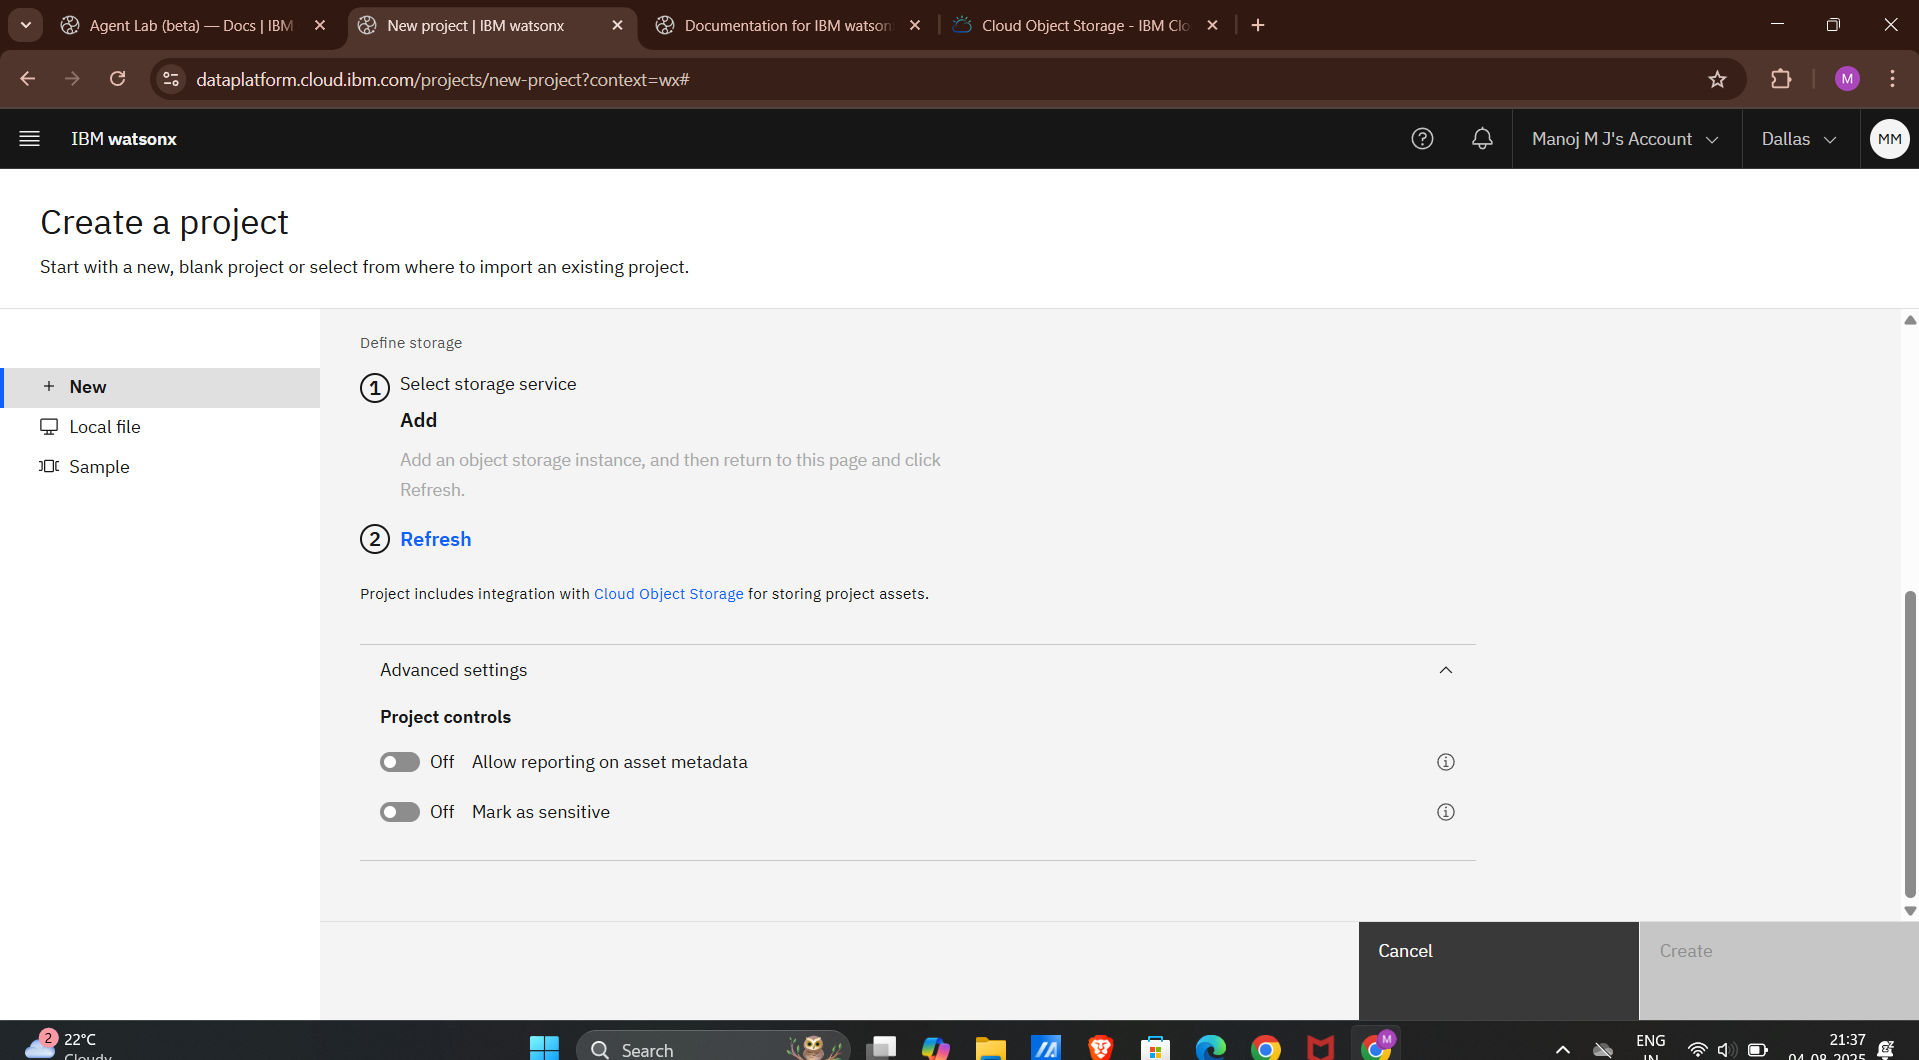 Agent Lab (beta) — Docs | IBM
New project | IBM watsonx
Documentation for IBM watson
Cloud Object Storage - IBM Clo
dataplatform.cloud.ibm.com/projects/new-project?context=wx#
M
IBM watsonx
Manoj M J's Account
Dallas
MM
Create a project
Start with a new, blank project or select from where to import an existing project.
New
Local file
Sample
Define storage
1 Select storage service
Add
Add an object storage instance, and then return to this page and click
Refresh.
2 Refresh
Project includes integration with Cloud Object Storage for storing project assets.
Advanced settings
Project controls
Off Allow reporting on asset metadata
Off Mark as sensitive
Cancel
Create
2
22°C
Cloudy
Search
M
ENG
IN
21:37
04-08-2025